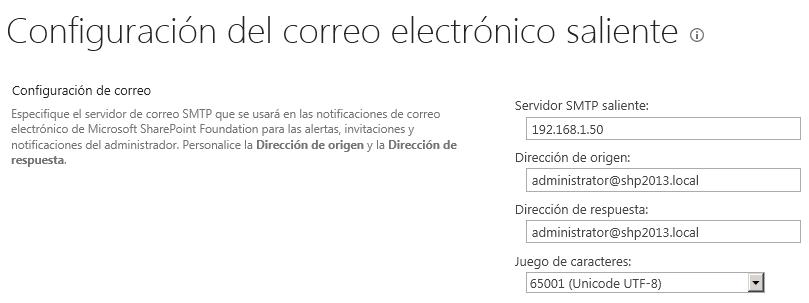 Configuración del correo electrónico saliente
Configuración de correo
Especifique el servidor de correo SMTP que se usará en las notificaciones de correo
electrónico de Microsoft SharePoint Foundation para las alertas, invitaciones y
notificaciones del administrador. Personalice la Dirección de origen y la Dirección de
respuesta.
Servidor SMTP saliente:
192.168.1.50
Dirección de origen:
administrator@shp2013.local
Dirección de respuesta:
administrator@shp2013.local
Juego de caracteres:
65001 (Unicode UTF-8)